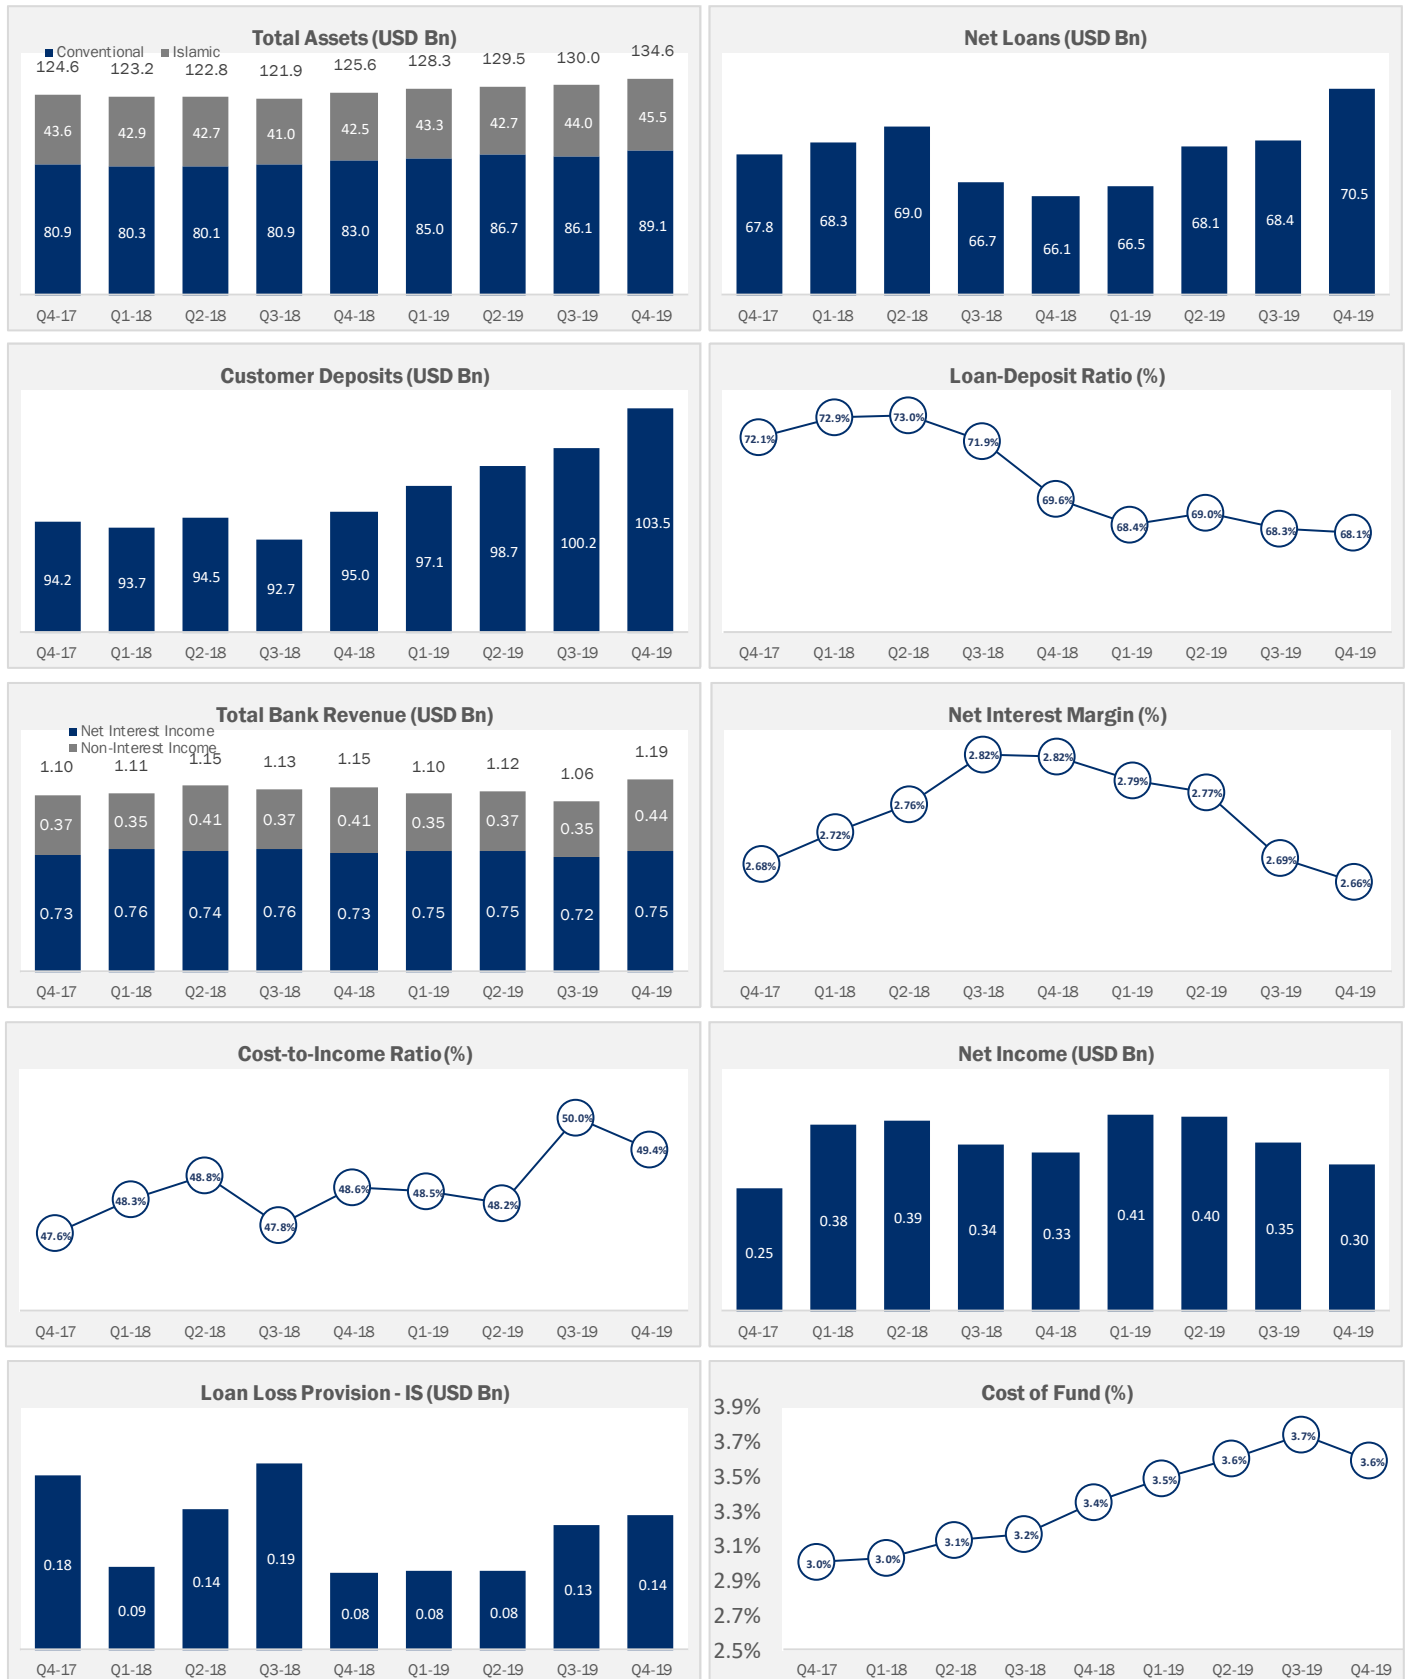 Total Assets (USD Bn)
Conventional Islamic
124.6 123.2 122.8 121.9 125.6 128.3 129.5 130.0 134.6
43.6 42.9 42.7 41.0 42.5 43.3 42.7 44.0 45.5
80.9 80.3 80.1 80.9 83.0 85.0 86.7 86.1 89.1
Q4-17 Q1-18 Q2-18 Q3-18 Q4-18 Q1-19 Q2-19 Q3-19 Q4-19
Net Loans (USD Bn)
67.8 68.3 69.0 66.7 66.1 66.5 68.1 68.4 70.5
Q4-17 Q1-18 Q2-18 Q3-18 Q4-18 Q1-19 Q2-19 Q3-19 Q4-19
Customer Deposits (USD Bn)
94.2 93.7 94.5 92.7 95.0 97.1 98.7 100.2 103.5
Q4-17 Q1-18 Q2-18 Q3-18 Q4-18 Q1-19 Q2-19 Q3-19 Q4-19
Loan-Deposit Ratio (%)
72.1% 72.9% 73.0% 71.9% 69.6% 68.4% 69.0% 68.3% 68.1%
Q4-17 Q1-18 Q2-18 Q3-18 Q4-18 Q1-19 Q2-19 Q3-19 Q4-19
Total Bank Revenue (USD Bn)
Net Interest Income
Non-Interest Income
1.10 1.11 1.15 1.13 1.15 1.10 1.12 1.06 1.19
0.37 0.35 0.41 0.37 0.41 0.35 0.37 0.35 0.44
0.73 0.76 0.74 0.76 0.73 0.75 0.75 0.72 0.75
Q4-17 Q1-18 Q2-18 Q3-18 Q4-18 Q1-19 Q2-19 Q3-19 Q4-19
Net Interest Margin (%)
2.68% 2.72% 2.76% 2.82% 2.82% 2.79% 2.77% 2.69% 2.66%
Q4-17 Q1-18 Q2-18 Q3-18 Q4-18 Q1-19 Q2-19 Q3-19 Q4-19
Cost-to-Income Ratio (%)
47.6% 48.3% 48.8% 47.8% 48.6% 48.5% 48.2% 50.0% 49.4%
Q4-17 Q1-18 Q2-18 Q3-18 Q4-18 Q1-19 Q2-19 Q3-19 Q4-19
Net Income (USD Bn)
0.25 0.38 0.39 0.34 0.33 0.41 0.40 0.35 0.30
Q4-17 Q1-18 Q2-18 Q3-18 Q4-18 Q1-19 Q2-19 Q3-19 Q4-19
Loan Loss Provision - IS (USD Bn)
0.18 0.09 0.14 0.19 0.08 0.08 0.08 0.13 0.14
Q4-17 Q1-18 Q2-18 Q3-18 Q4-18 Q1-19 Q2-19 Q3-19 Q4-19
Cost of Fund (%)
3.9%
3.7%
3.5%
3.3%
3.1%
2.9%
2.7%
2.5%
3.0% 3.0% 3.1% 3.2% 3.4% 3.5% 3.6% 3.7% 3.6%
Q4-17 Q1-18 Q2-18 Q3-18 Q4-18 Q1-19 Q2-19 Q3-19 Q4-19